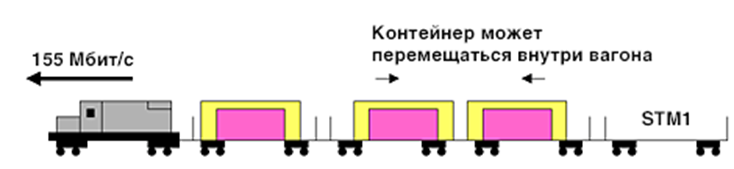 155 Мбит/с
Контейнер может
перемещаться внутри вагона
STM1